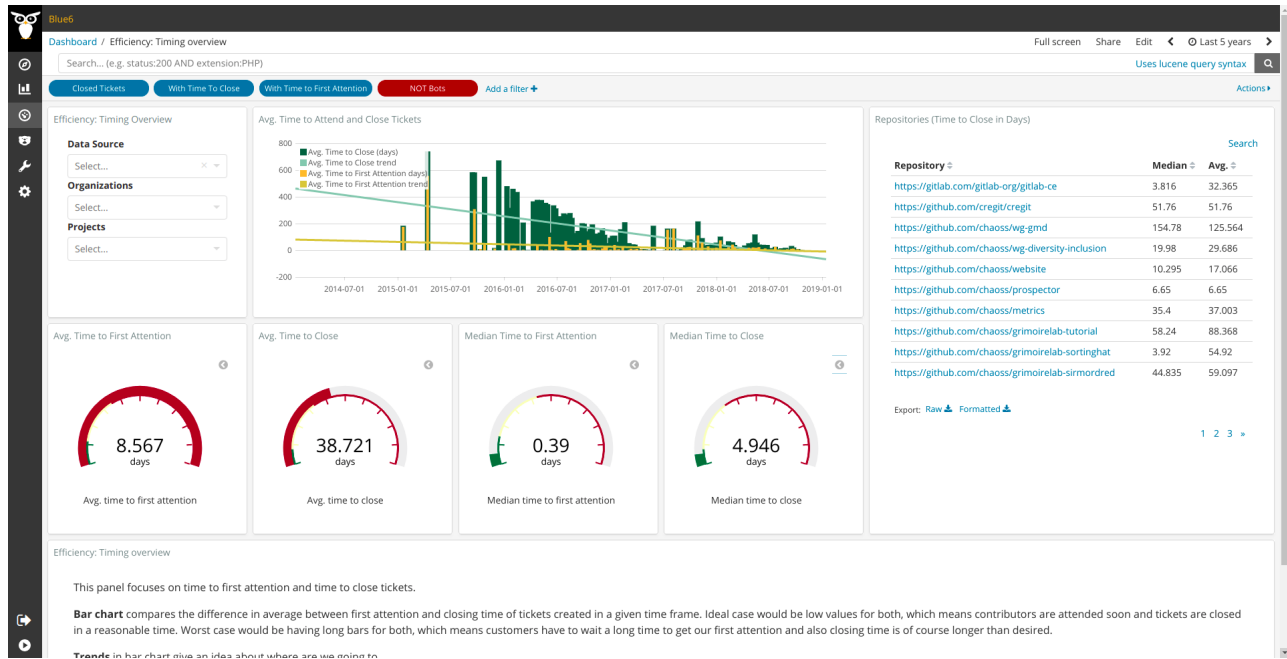 Blue6
Dashboard / Efficiency: Timing overview
Full screen Share Edit Last 5 years
Search... (e.g. status:200 AND extension:PHP)
Uses lucene query syntax
Closed Tickets With Time To Close With Time to First Attention NOT Bots Add a filter +
Actions
Efficiency: Timing Overview
Data Source
Select...
Organizations
Select...
Projects
Select...
Avg. Time to Attend and Close Tickets
800
600
400
200
0
-200
Avg. Time to Close (days)
Avg. Time to Close trend
Avg. Time to First Attention days)
Avg. Time to First Attention trend
2014-07-01 2015-01-01 2015-07-01 2016-01-01 2016-07-01 2017-01-01 2017-07-01 2018-01-01 2018-07-01 2019-01-01
Repositories (Time to Close in Days)
Search
Repository Median Avg.
https://gitlab.com/gitlab-org/gitlab-ce 3.816 32.365
https://github.com/cregit/cregit 51.76 51.76
https://github.com/chaoss/wg-gmd 154.78 125.564
https://github.com/chaoss/wg-diversity-inclusion 19.98 29.686
https://github.com/chaoss/website 10.295 17.066
https://github.com/chaoss/prospector 6.65 6.65
https://github.com/chaoss/metrics 35.4 37.003
https://github.com/chaoss/grimoirelab-tutorial 58.24 88.368
https://github.com/chaoss/grimoirelab-sortinghat 3.92 54.92
https://github.com/chaoss/grimoirelab-sirmordred 44.835 59.097
Export: Raw Formatted
1 2 3 »
Avg. Time to First Attention
8.567
days
Avg. time to first attention
Avg. Time to Close
38.721
days
Avg. time to close
Median Time to First Attention
0.39
days
Median time to first attention
Median Time to Close
4.946
days
Median time to close
Efficiency: Timing overview
This panel focuses on time to first attention and time to close tickets.
Bar chart compares the difference in average between first attention and closing time of tickets created in a given time frame. Ideal case would be low values for both, which means contributors are attended soon and tickets are closed
in a reasonable time. Worst case would be having long bars for both, which means customers have to wait a long time to get our first attention and also closing time is of course longer than desired.
Trends in bar chart give an idea about where are we going to